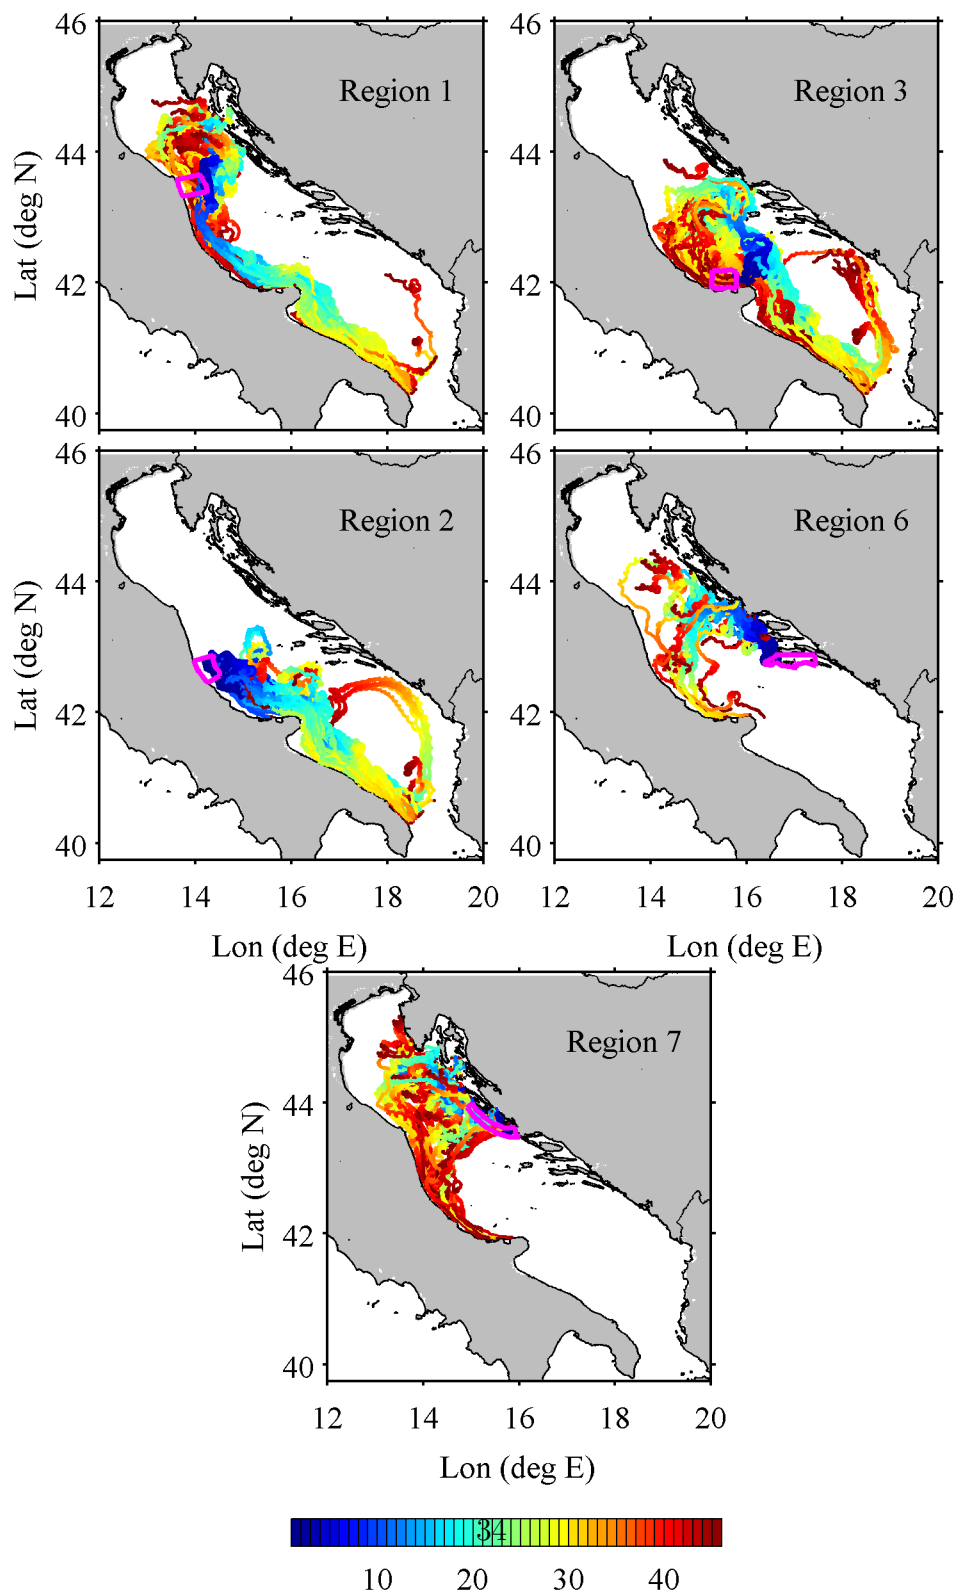 46
44
42
40
Lat (deg N)
Region 1
46
44
42
40
Region 3
46
44
42
40
Lat (deg N)
Region 2
12 14 16 18 20
Lon (deg E)
46
44
42
40
Region 6
12 14 16 18 20
Lon (deg E)
46
44
42
40
Lat (deg N)
Region 7
12 14 16 18 20
Lon (deg E)
34
10 20 30 40